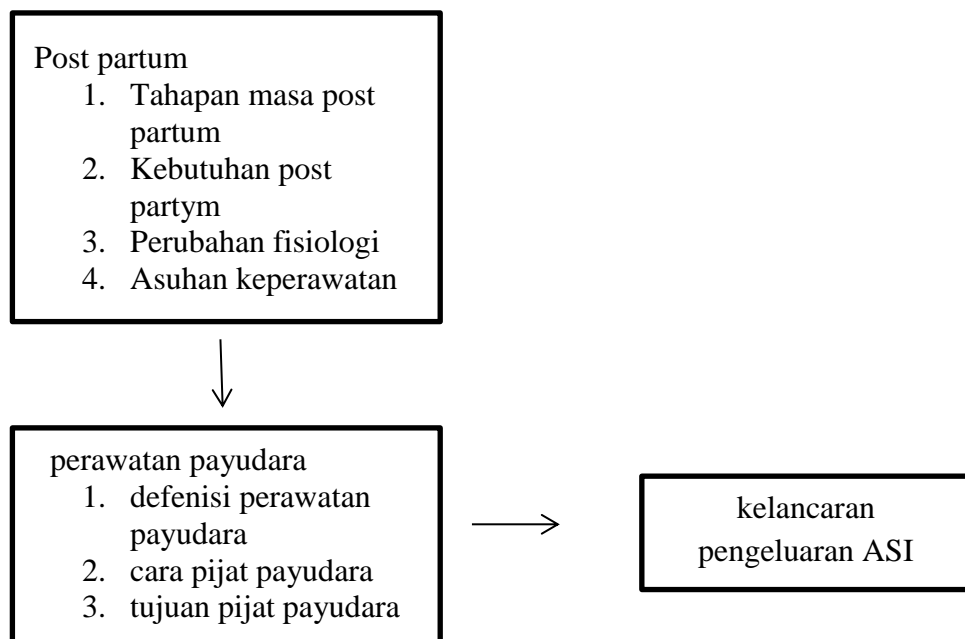 Post partum
1. Tahapan masa post
partum
2. Kebutuhan post
partym
3. Perubahan fisiologi
4. Asuhan keperawatan
perawatan payudara
1. defenisi perawatan
payudara
2. cara pijat payudara
3. tujuan pijat payudara
kelancaran
pengeluaran ASI